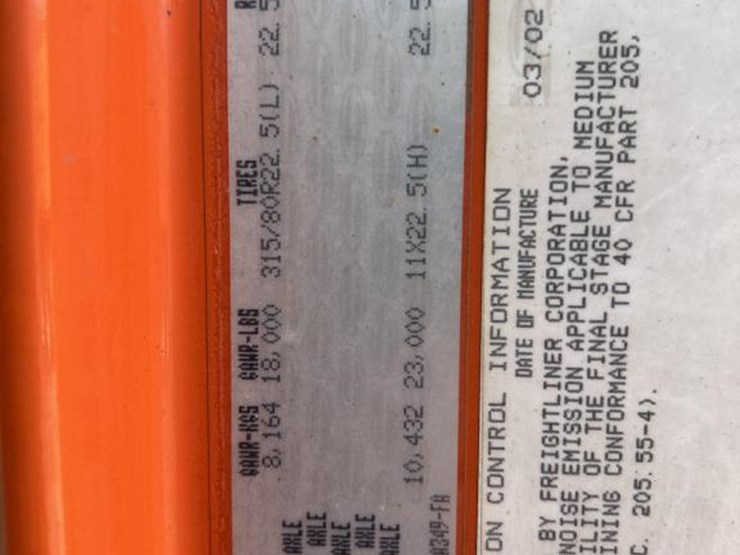 GAWR-KGS GAWR-LBS TIRES
8,164 18,000 315/80R22.5(L) 22.5
AXLE
AXLE
AXLE
AXLE
AXLE 10,432 23,000 11X22.5(H) 22.5
A349-FA
ON CONTROL INFORMATION
DATE OF MANUFACTURE 03/02
BY FREIGHTLINER CORPORATION,
NOISE EMISSION APPLICABLE TO MEDIUM
ILITY OF THE FINAL STAGE MANUFACTURER
INING CONFORMANCE TO 40 CFR PART 205,
C. 205.55-4).